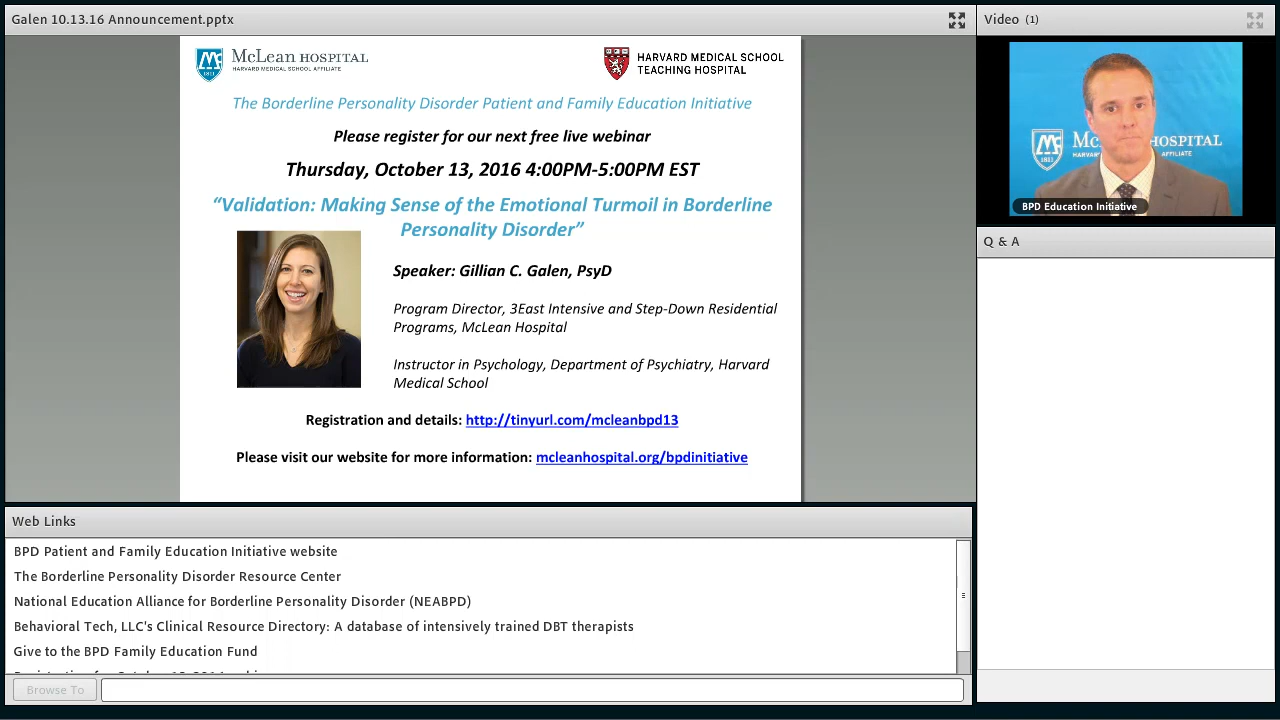 Galen 10.13.16 Announcement.pptx
McLEAN HOSPITAL
HARVARD MEDICAL SCHOOL AFFILIATE
1811
HARVARD MEDICAL SCHOOL
TEACHING HOSPITAL
The Borderline Personality Disorder Patient and Family Education Initiative
Please register for our next free live webinar
Thursday, October 13, 2016 4:00PM-5:00PM EST
“Validation: Making Sense of the Emotional Turmoil in Borderline
Personality Disorder”
Speaker: Gillian C. Galen, PsyD
Program Director, 3East Intensive and Step-Down Residential
Programs, McLean Hospital
Instructor in Psychology, Department of Psychiatry, Harvard
Medical School
Registration and details: http://tinyurl.com/mcleanbpd13
Please visit our website for more information: mcleanhospital.org/bpdinitiative
Video (1)
BPD Education Initiative
Q & A
Web Links
BPD Patient and Family Education Initiative website
The Borderline Personality Disorder Resource Center
National Education Alliance for Borderline Personality Disorder (NEABPD)
Behavioral Tech, LLC's Clinical Resource Directory: A database of intensively trained DBT therapists
Give to the BPD Family Education Fund
Browse To